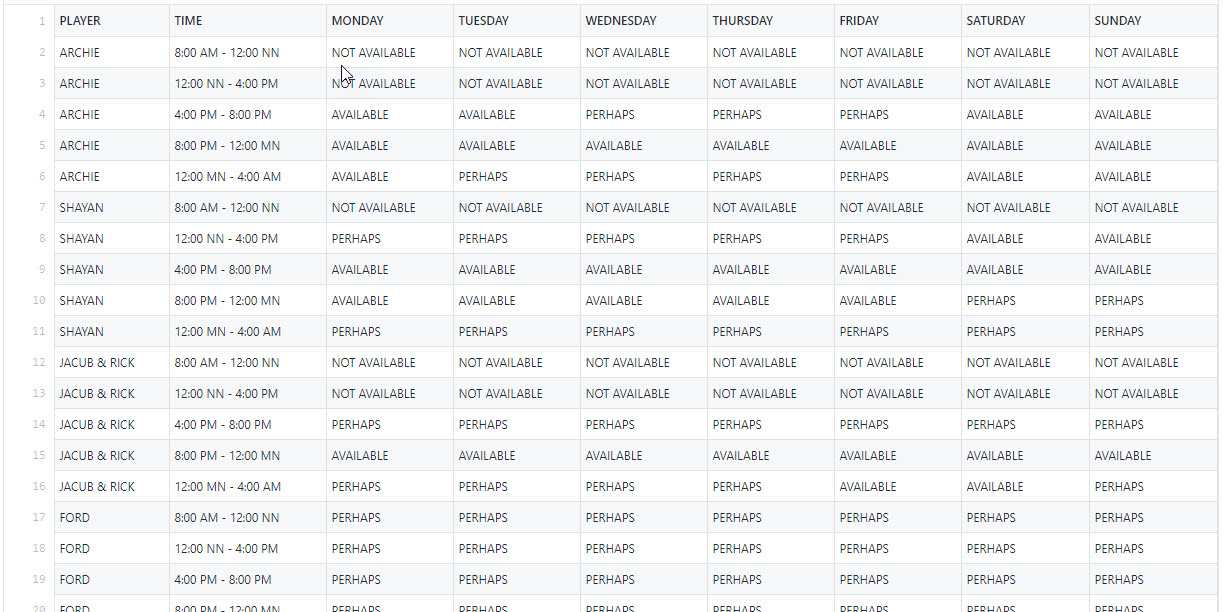 1 PLAYER TIME MONDAY TUESDAY WEDNESDAY THURSDAY FRIDAY SATURDAY SUNDAY
2 ARCHIE 8:00 AM - 12:00 NN NOT AVAILABLE NOT AVAILABLE NOT AVAILABLE NOT AVAILABLE NOT AVAILABLE NOT AVAILABLE NOT AVAILABLE
3 ARCHIE 12:00 NN - 4:00 PM NOT AVAILABLE NOT AVAILABLE NOT AVAILABLE NOT AVAILABLE NOT AVAILABLE NOT AVAILABLE NOT AVAILABLE
4 ARCHIE 4:00 PM - 8:00 PM AVAILABLE AVAILABLE PERHAPS PERHAPS PERHAPS AVAILABLE AVAILABLE
5 ARCHIE 8:00 PM - 12:00 MN AVAILABLE AVAILABLE AVAILABLE AVAILABLE AVAILABLE AVAILABLE AVAILABLE
6 ARCHIE 12:00 MN - 4:00 AM AVAILABLE PERHAPS PERHAPS PERHAPS PERHAPS AVAILABLE AVAILABLE
7 SHAYAN 8:00 AM - 12:00 NN NOT AVAILABLE NOT AVAILABLE NOT AVAILABLE NOT AVAILABLE NOT AVAILABLE NOT AVAILABLE NOT AVAILABLE
8 SHAYAN 12:00 NN - 4:00 PM PERHAPS PERHAPS PERHAPS PERHAPS PERHAPS AVAILABLE AVAILABLE
9 SHAYAN 4:00 PM - 8:00 PM AVAILABLE AVAILABLE AVAILABLE AVAILABLE AVAILABLE AVAILABLE AVAILABLE
10 SHAYAN 8:00 PM - 12:00 MN AVAILABLE AVAILABLE AVAILABLE AVAILABLE AVAILABLE PERHAPS PERHAPS
11 SHAYAN 12:00 MN - 4:00 AM PERHAPS PERHAPS PERHAPS PERHAPS PERHAPS PERHAPS PERHAPS
12 JACUB & RICK 8:00 AM - 12:00 NN NOT AVAILABLE NOT AVAILABLE NOT AVAILABLE NOT AVAILABLE NOT AVAILABLE NOT AVAILABLE NOT AVAILABLE
13 JACUB & RICK 12:00 NN - 4:00 PM NOT AVAILABLE NOT AVAILABLE NOT AVAILABLE NOT AVAILABLE NOT AVAILABLE NOT AVAILABLE NOT AVAILABLE
14 JACUB & RICK 4:00 PM - 8:00 PM PERHAPS PERHAPS PERHAPS PERHAPS PERHAPS PERHAPS PERHAPS
15 JACUB & RICK 8:00 PM - 12:00 MN AVAILABLE AVAILABLE AVAILABLE AVAILABLE AVAILABLE AVAILABLE AVAILABLE
16 JACUB & RICK 12:00 MN - 4:00 AM PERHAPS PERHAPS PERHAPS PERHAPS AVAILABLE AVAILABLE PERHAPS
17 FORD 8:00 AM - 12:00 NN PERHAPS PERHAPS PERHAPS PERHAPS PERHAPS PERHAPS PERHAPS
18 FORD 12:00 NN - 4:00 PM PERHAPS PERHAPS PERHAPS PERHAPS PERHAPS PERHAPS PERHAPS
19 FORD 4:00 PM - 8:00 PM PERHAPS PERHAPS PERHAPS PERHAPS PERHAPS PERHAPS PERHAPS
20 FORD 8:00 PM - 12:00 MN PERHAPS PERHAPS PERHAPS PERHAPS PERHAPS PERHAPS PERHAPS